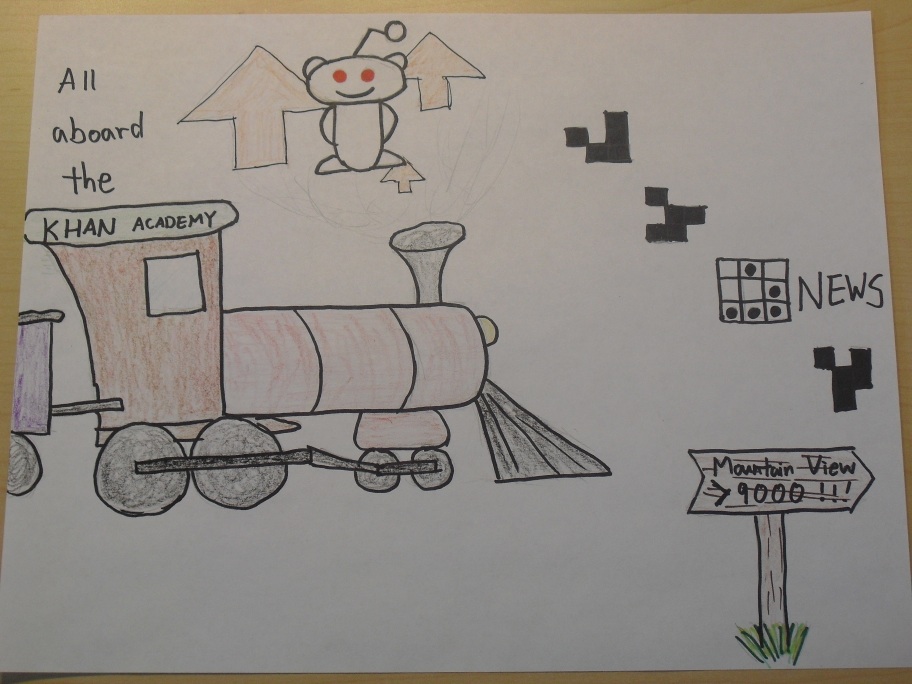 All
aboard
the
KHAN ACADEMY
NEWS
Mountain View
→ 9000 !!!